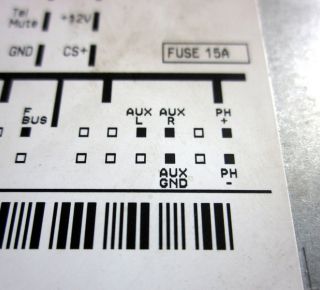 Tel
Mute +12V
GND CS+ FUSE 15A
F
BUS
AUX AUX PH
L R +
AUX PH
GND -